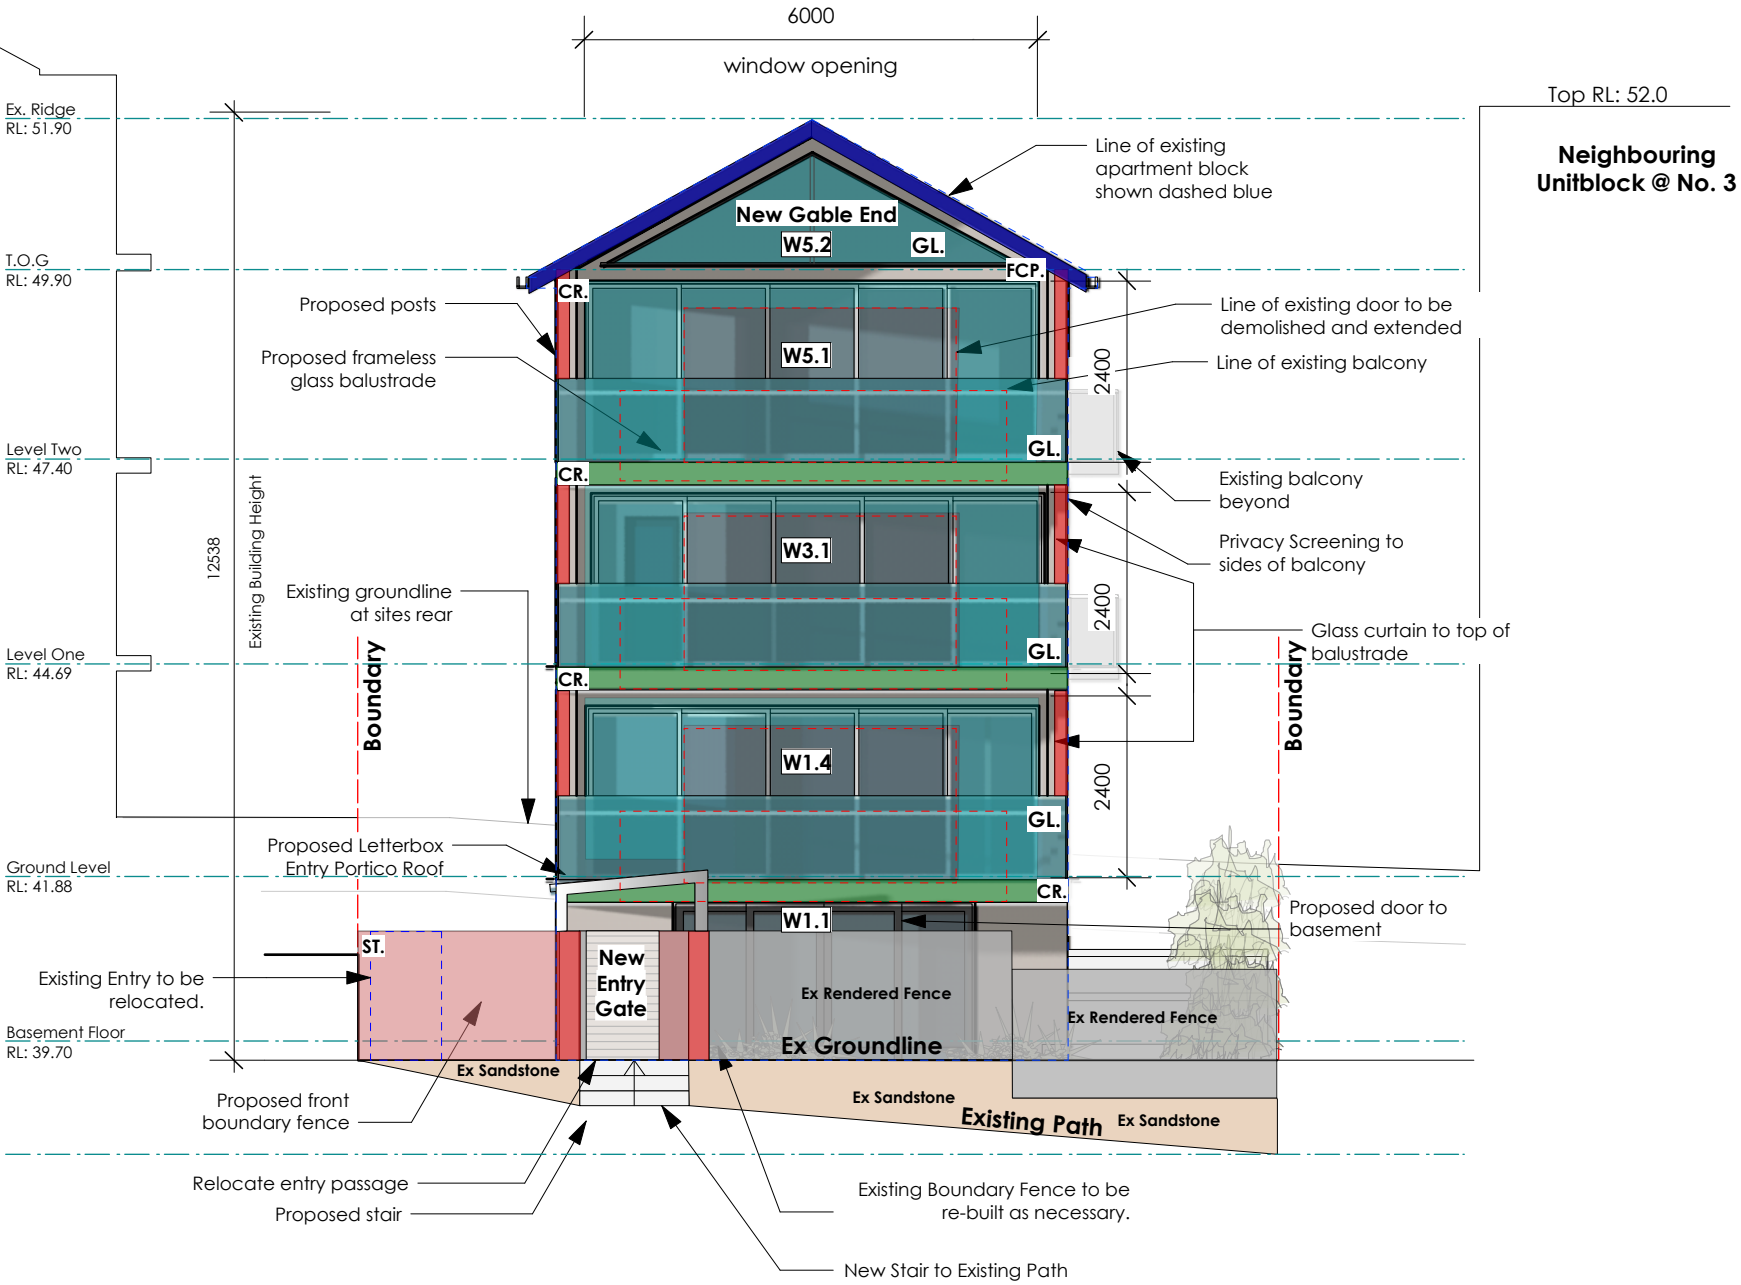 6000
window opening
Top RL: 52.0
Neighbouring
Unitblock @ No. 3
Ex. Ridge
RL: 51.90
Line of existing
apartment block
shown dashed blue
New Gable End
W5.2
GL.
T.O.G
RL: 49.90
FCP.
CR.
Proposed posts
Line of existing door to be
demolished and extended
Proposed frameless
glass balustrade
W5.1
Line of existing balcony
2400
GL.
Level Two
RL: 47.40
CR.
Existing balcony
beyond
Existing Building Height
12538
W3.1
Privacy Screening to
sides of balcony
Existing groundline
at sites rear
2400
Glass curtain to top of
balustrade
GL.
Level One
RL: 44.69
CR.
Boundary
Boundary
W1.4
2400
GL.
Proposed Letterbox
Entry Portico Roof
Ground Level
RL: 41.88
CR.
W1.1
Proposed door to
basement
ST.
Existing Entry to be
relocated.
New
Entry
Gate
Ex Rendered Fence
Ex Rendered Fence
Basement Floor
RL: 39.70
Ex Groundline
Ex Sandstone
Ex Sandstone
Existing Path
Ex Sandstone
Proposed front
boundary fence
Relocate entry passage
Proposed stair
Existing Boundary Fence to be
re-built as necessary.
New Stair to Existing Path